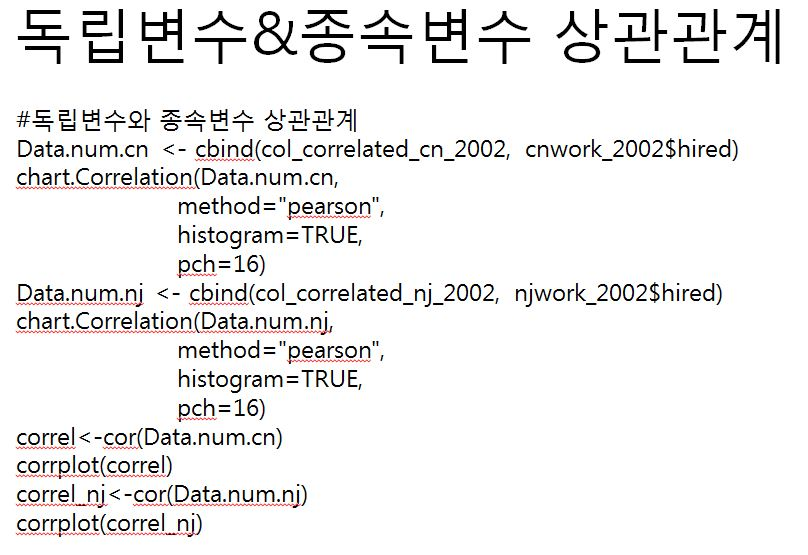 독립변수&종속변수 상관관계
#독립변수와 종속변수 상관관계
Data.num.cn <- cbind(col_correlated_cn_2002, cnwork_2002$hired)
chart.Correlation(Data.num.cn,
method="pearson",
histogram=TRUE,
pch=16)
Data.num.nj <- cbind(col_correlated_nj_2002, njwork_2002$hired)
chart.Correlation(Data.num.nj,
method="pearson",
histogram=TRUE,
pch=16)
correl<-cor(Data.num.cn)
corrplot(correl)
correl_nj<-cor(Data.num.nj)
corrplot(correl_nj)